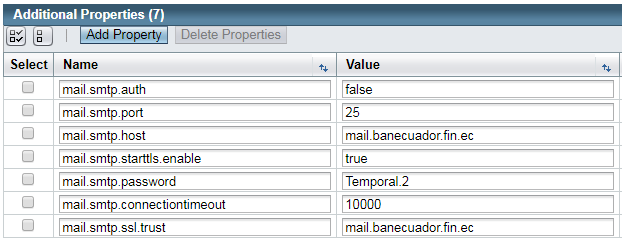 Additional Properties (7)
Add Property Delete Properties
Select Name Value
mail.smtp.auth false
mail.smtp.port 25
mail.smtp.host mail.banecuador.fin.ec
mail.smtp.starttls.enable true
mail.smtp.password Temporal.2
mail.smtp.connectiontimeout 10000
mail.smtp.ssl.trust mail.banecuador.fin.ec